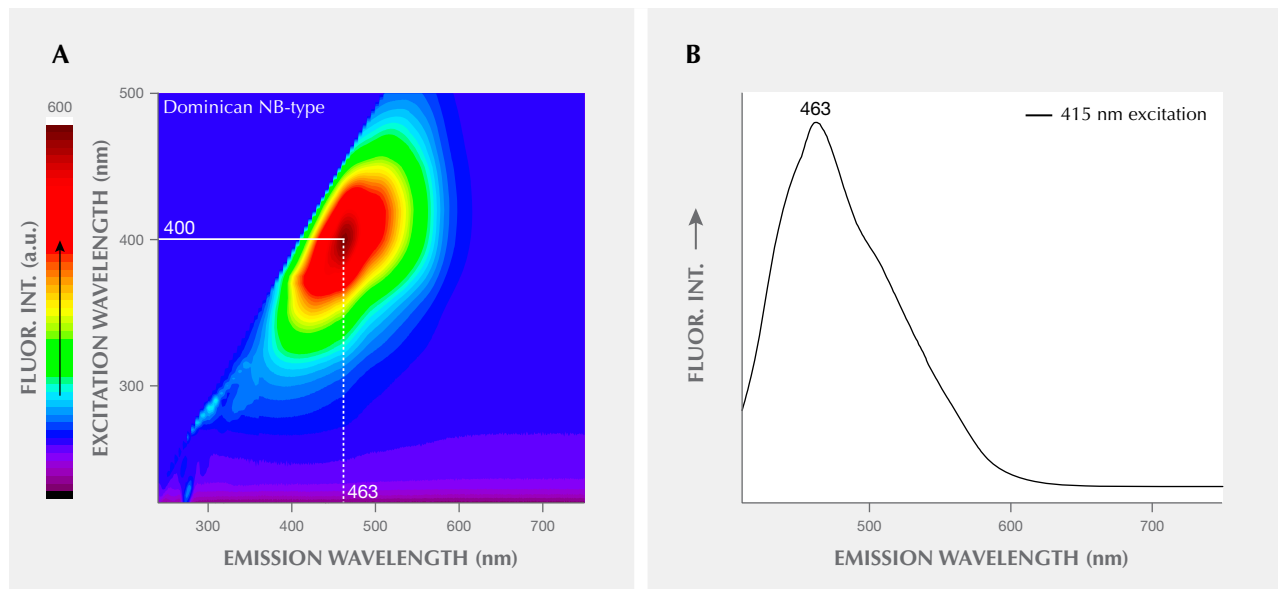 A
600
FLUOR. INT. (a.u.)
EXCITATION WAVELENGTH (nm)
500
400
300
Dominican NB-type
400
463
300
400
500
600
700
EMISSION WAVELENGTH (nm)
B
463
415 nm excitation
FLUOR. INT.
500
600
700
EMISSION WAVELENGTH (nm)